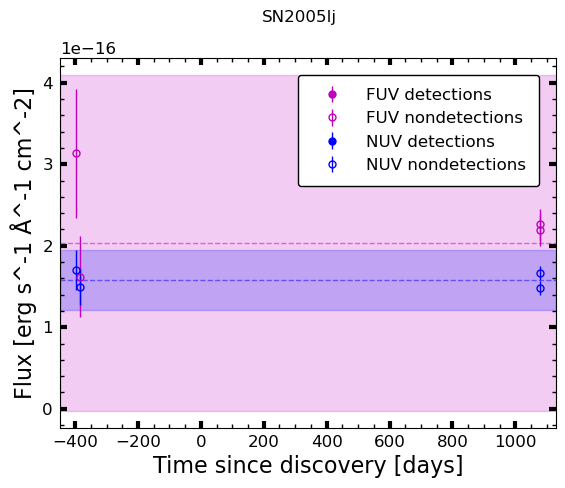 SN2005lj
1e−16
FUV detections
FUV nondetections
NUV detections
NUV nondetections
4
3
2
1
0
Flux [erg s^-1 Å^-1 cm^-2]
−400 −200 0 200 400 600 800 1000
Time since discovery [days]